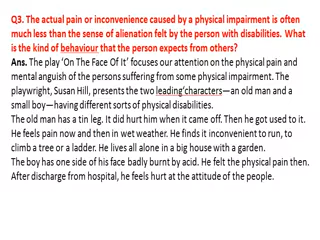 Q3. The actual pain or inconvenience caused by a physical impairment is often
much less than the sense of alienation felt by the person with disabilities. What
is the kind of behaviour that the person expects from others?
Ans. The play ‘On The Face Of It’ focuses our attention on the physical pain and
mental anguish of the persons suffering from some physical impairment. The
playwright, Susan Hill, presents two leading‘characters—an old man and a
small boy—having different sorts of physical disabilities.
The old man has a tin leg. It did hurt him when it came off. Then he got used to it.
He feels pain now and then in wet weather. He finds it inconvenient to run, to
climb a tree or a ladder. He lives all alone in a big house with a garden.
The boy has one side of his face badly burnt by acid. He felt the physical pain then.
After discharge from hospital, he feels hurt at the attitude of the people.